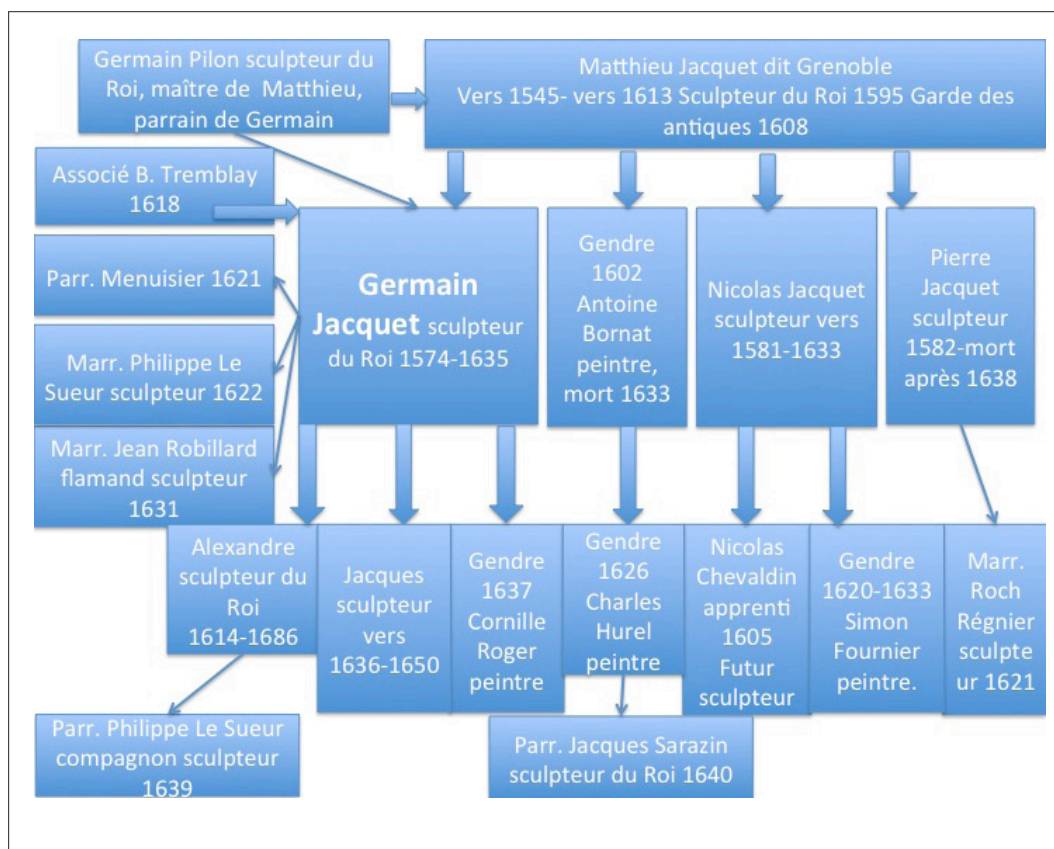 Germain Pilon sculpteur du
Roi, maître de Matthieu,
parrain de Germain
Matthieu Jacquet dit Grenoble
Vers 1545- vers 1613 Sculpteur du Roi 1595 Garde des
antiques 1608
Associé B. Tremblay
1618
Parr. Menuisier 1621
Marr. Philippe Le
Sueur sculpteur 1622
Marr. Jean Robillard
flamand sculpteur
1631
Germain
Jacquet sculpteur
du Roi 1574-1635
Gendre
1602
Antoine
Bornat
peintre,
mort 1633
Nicolas Jacquet
sculpteur vers
1581-1633
Pierre
Jacquet
sculpteur
1582-mort
après 1638
Alexandre
sculpteur du
Roi
1614-1686
Jacques
sculpteur
vers
1636-1650
Gendre
1637
Cornille
Roger
peintre
Gendre
1626
Charles
Hurel
peintre
Nicolas
Chevaldin
apprenti
1605
Futur
sculpteur
Gendre
1620-1633
Simon
Fournier
peintre.
Marr.
Roch
Régnier
sculpte
ur 1621
Parr. Philippe Le Sueur
compagnon sculpteur
1639
Parr. Jacques Sarazin
sculpteur du Roi 1640